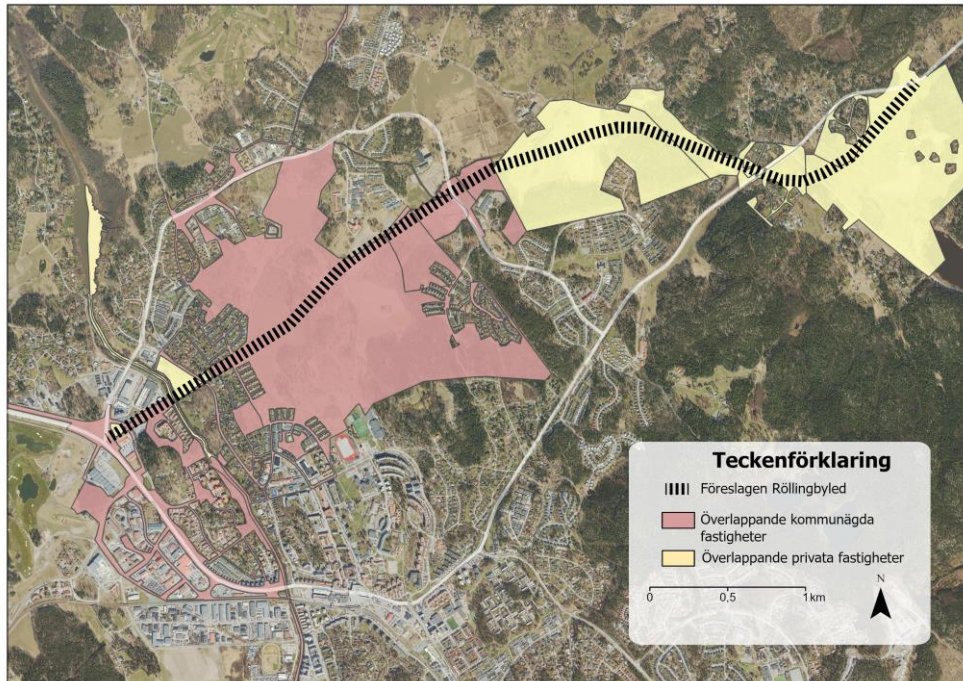 Teckenförklaring
Föreslagen Röllingbyled
Överlappande kommunägda
fastigheter
Överlappande privata fastigheter
0 0,5 1 km
N